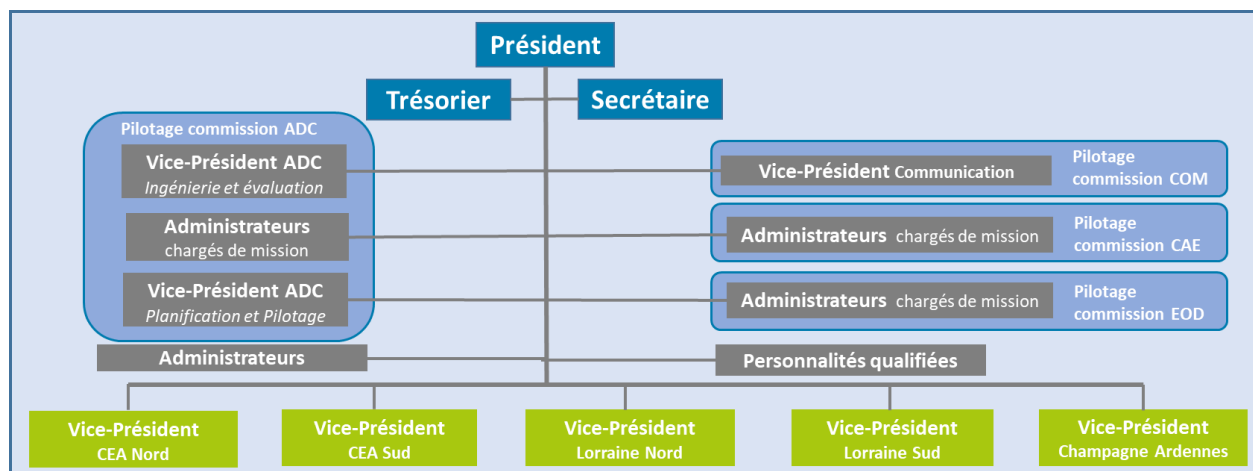 Président
Trésorier
Secrétaire
Pilotage commission ADC
Vice-Président ADC
Ingénierie et évaluation
Administrateurs
chargés de mission
Vice-Président ADC
Planification et Pilotage
Vice-Président Communication
Pilotage
commission COM
Administrateurs chargés de mission
Pilotage
commission CAE
Administrateurs chargés de mission
Pilotage
commission EOD
Administrateurs
Personnalités qualifiées
Vice-Président
CEA Nord
Vice-Président
CEA Sud
Vice-Président
Lorraine Nord
Vice-Président
Lorraine Sud
Vice-Président
Champagne Ardennes